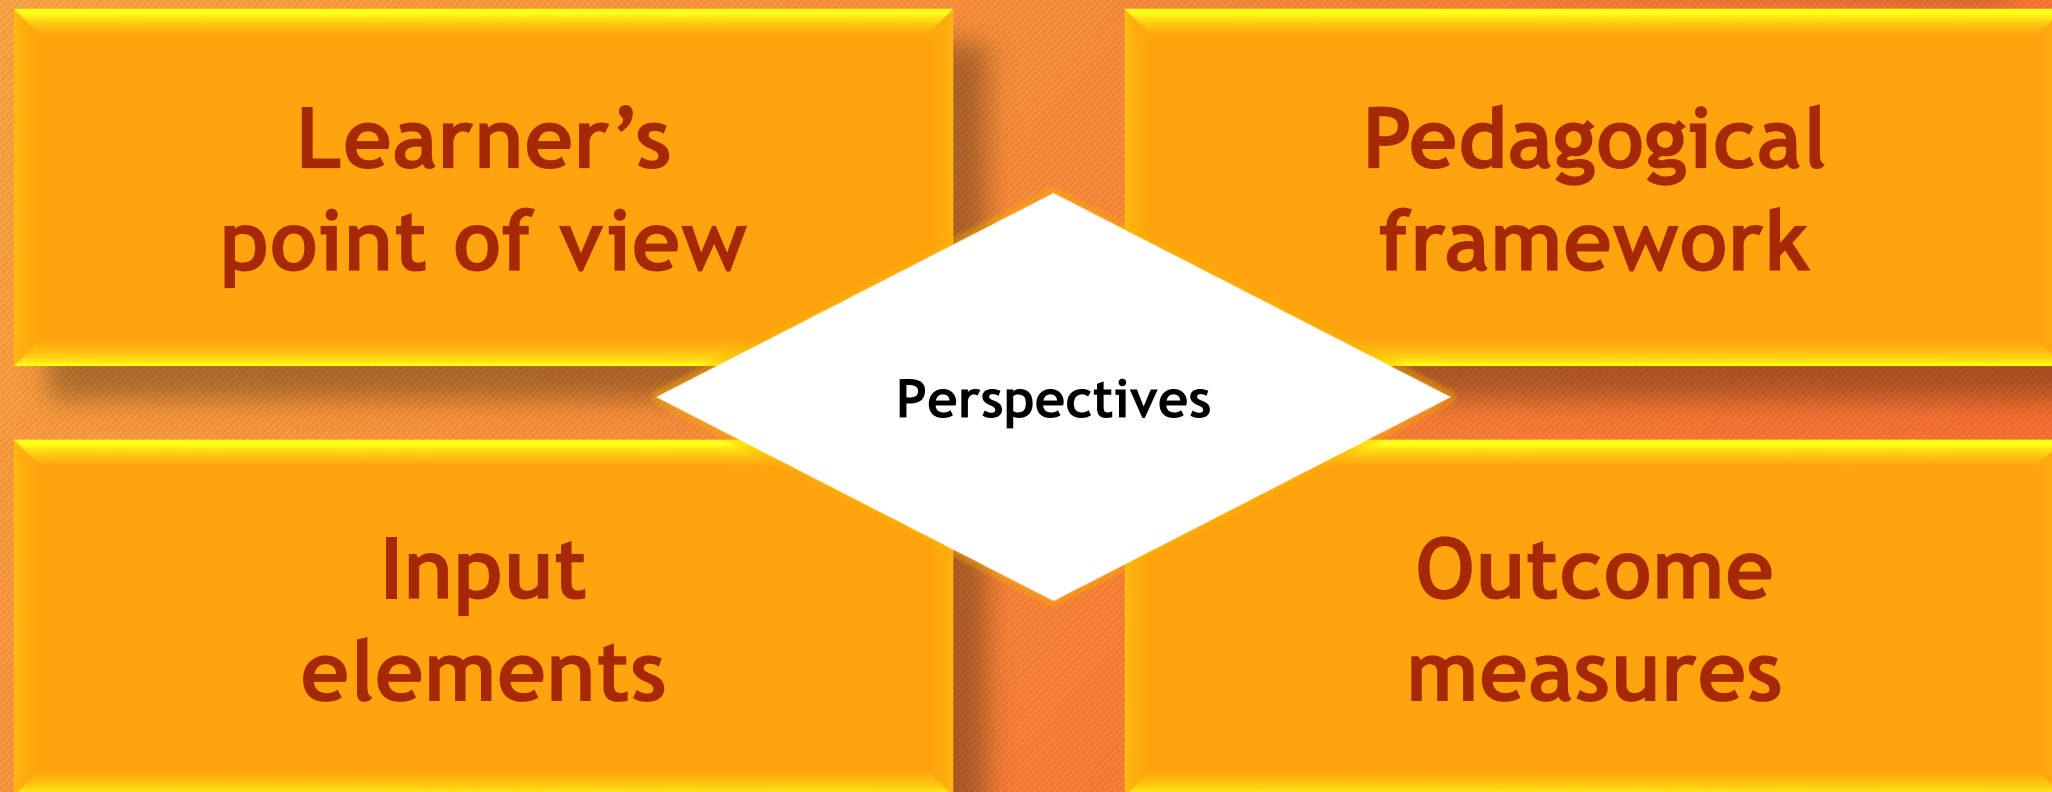 Learner’s
point of view
Pedagogical
framework
Perspectives
Input
elements
Outcome
measures